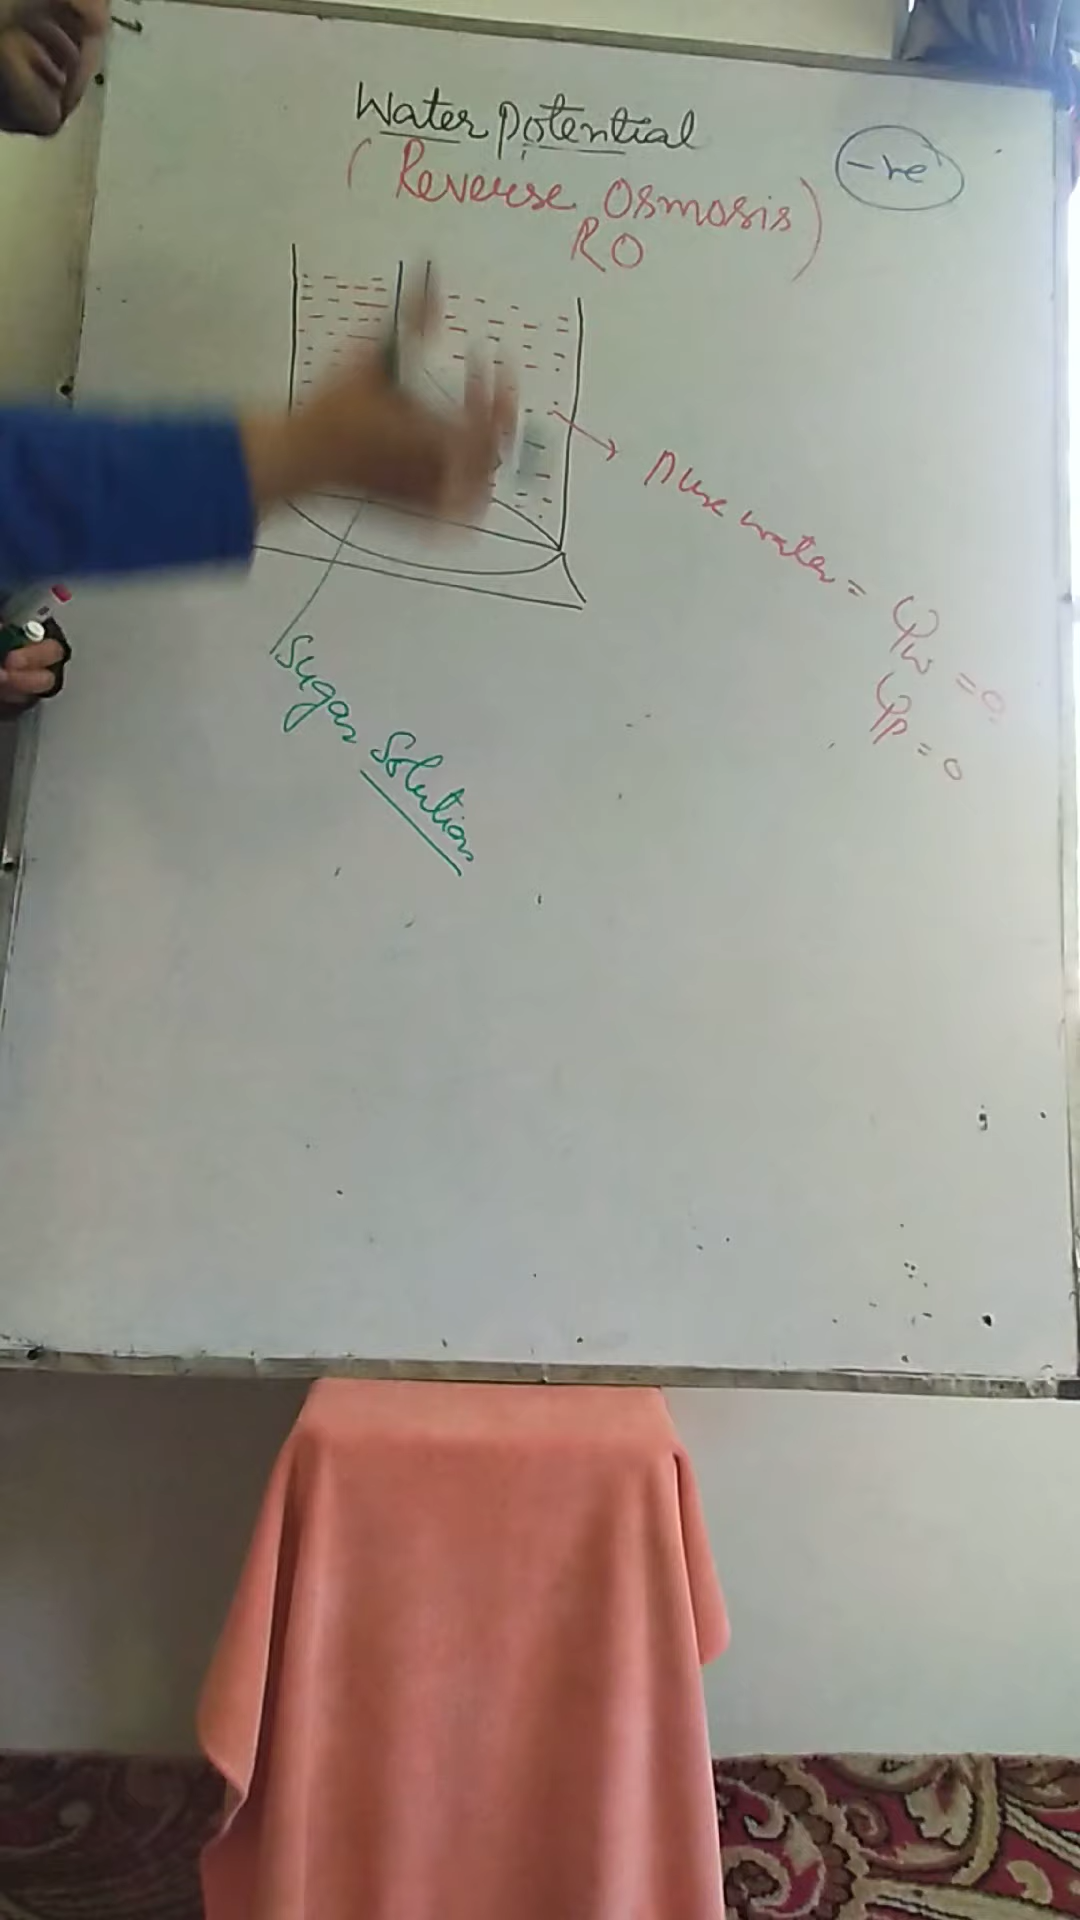 Water potential
-ve
( Reverse Osmosis )
RO
pure water = Ψw = 0
Ψp = 0
Sugar Solution